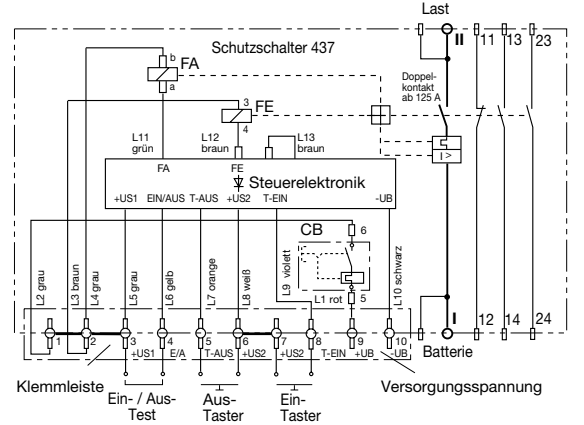 Last
II
11
13
23
Schutzschalter 437
b
FA
a
Doppel-
kontakt
ab 125 A
3
FE
4
L11
grün
L12
braun
L13
braun
I >
FA
FE
Steuerelektronik
+US1
EIN/AUS
T-AUS
+US2
T-EIN
-UB
CB
6
L2 grau
L3 braun
L4 grau
L5 grau
L6 gelb
L7 orange
L8 weiß
L9 violett
L1 rot
5
L10 schwarz
I
12
14
24
1
2
3
4
5
6
7
8
9
10
+US1
E/A
T-AUS
+US2
+US2
T-EIN
+UB
-UB
Batterie
Klemmleiste
Versorgungsspannung
Ein- / Aus-
Test
Aus-
Taster
Ein-
Taster